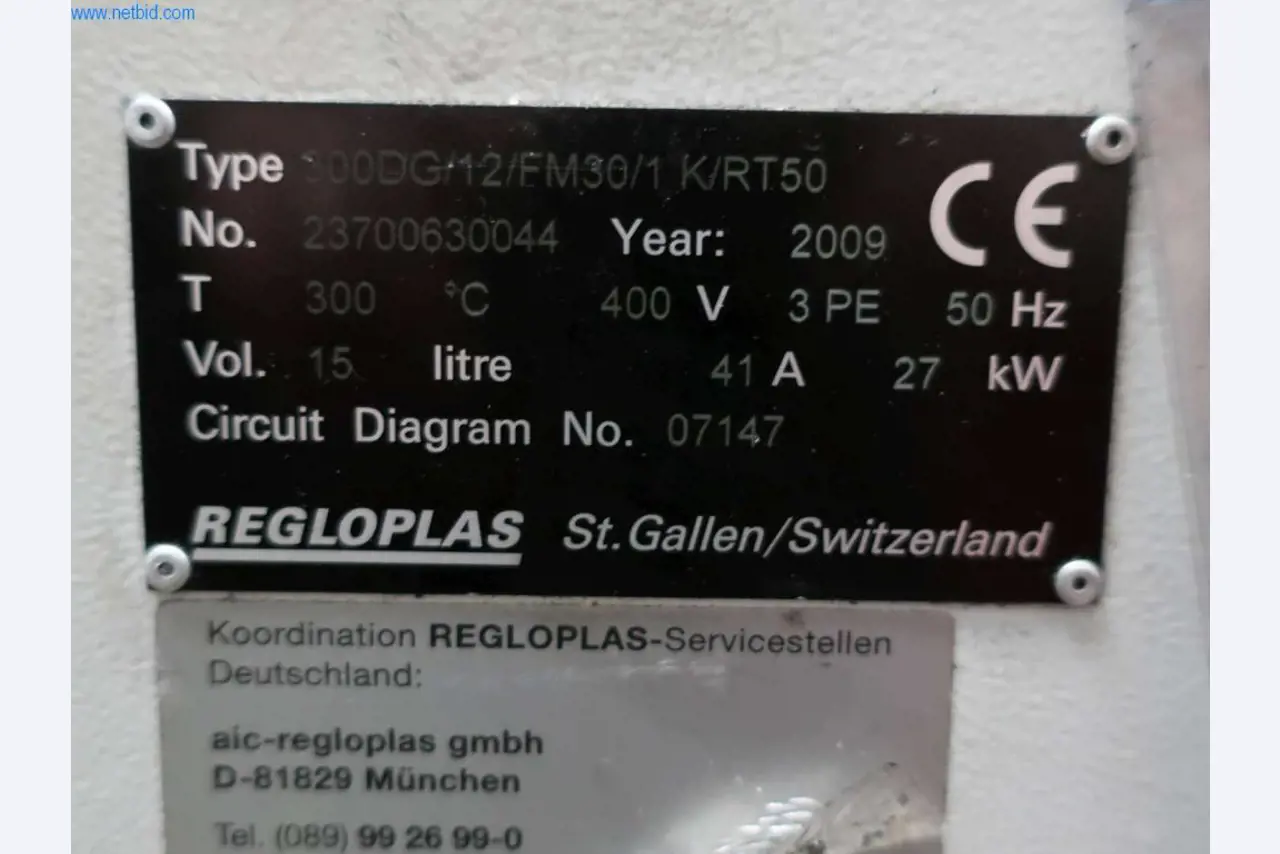 www.netbid.com
Type 300DG/12/FM30/1 K/RT50
No. 23700630044 Year: 2009 CE
T 300 °C 400 V 3 PE 50 Hz
Vol. 15 litre 41 A 27 kW
Circuit Diagram No. 07147
REGLOPLAS St. Gallen/Switzerland
Koordination REGLOPLAS-Servicestellen
Deutschland:
aic-regloplas gmbh
D-81829 München
Tel. (089) 99 26 99-0